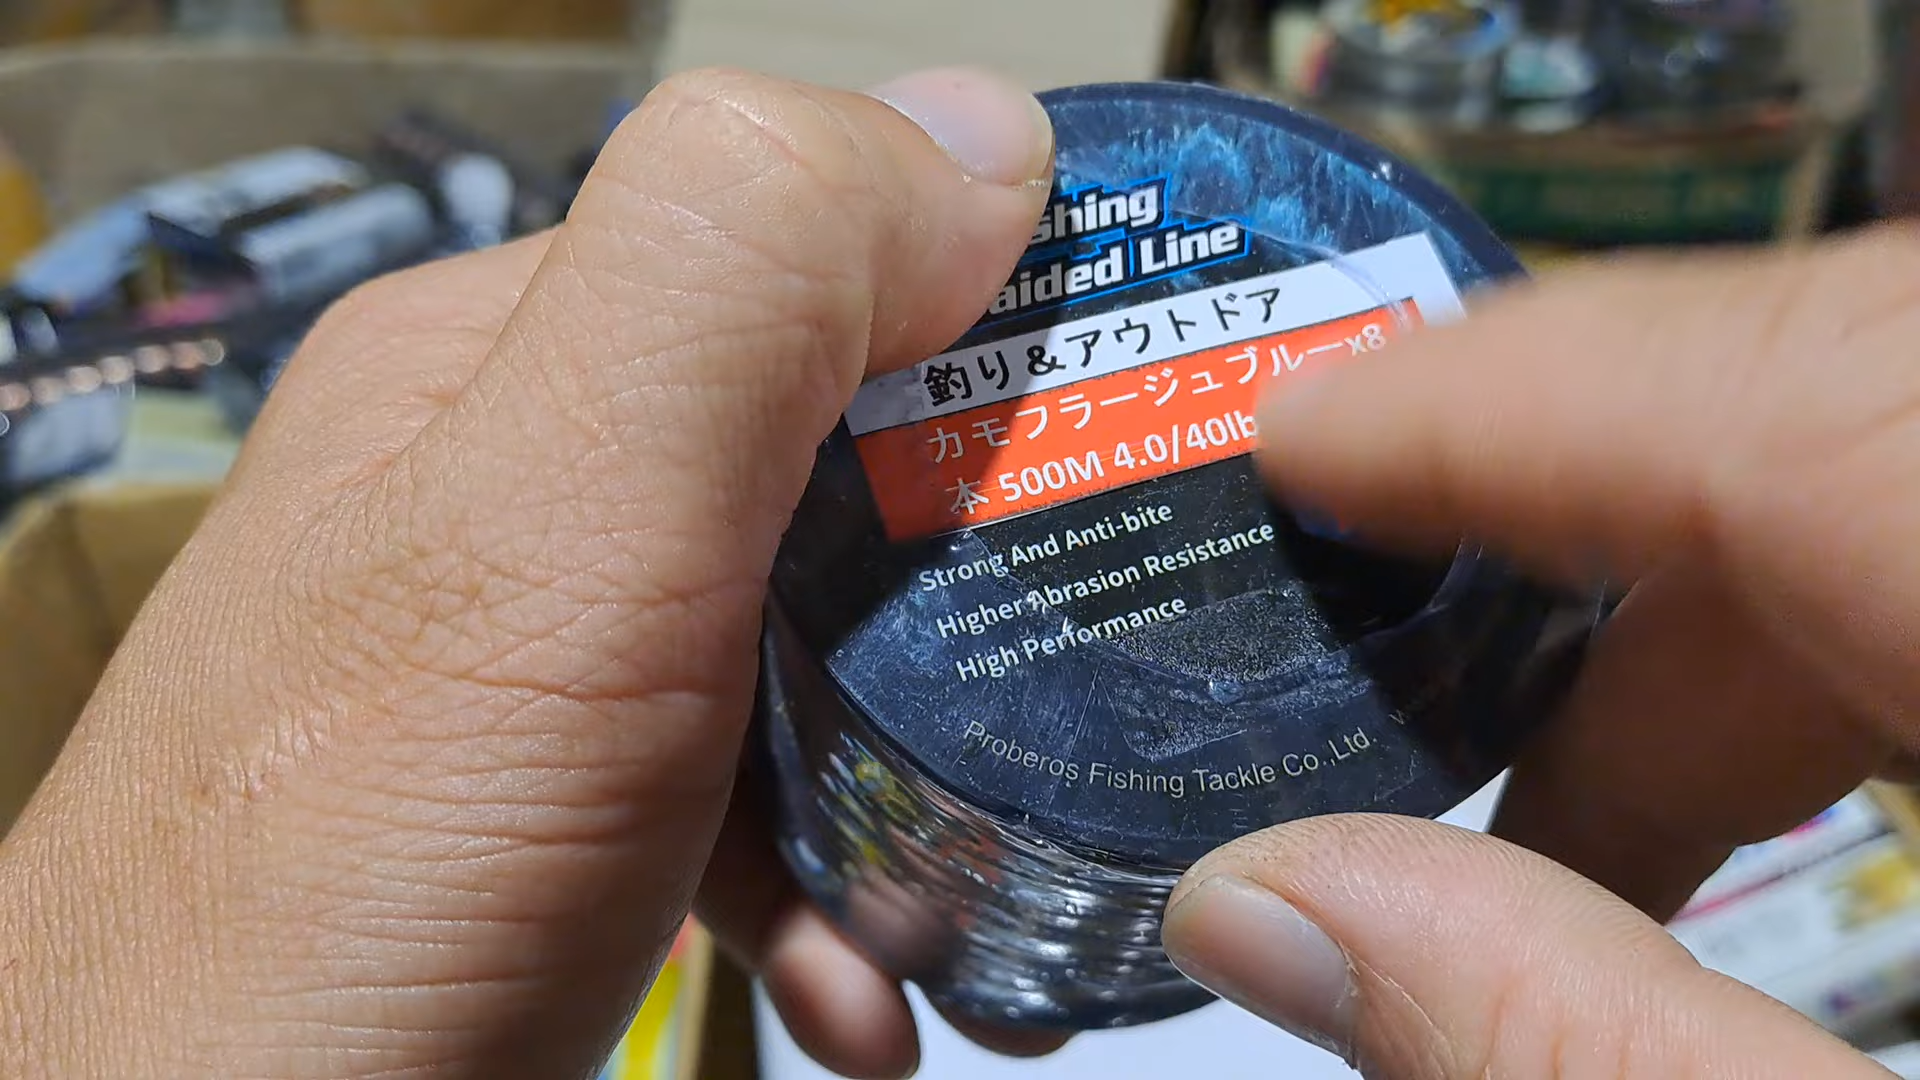 shing
aided Line
釣り&アウトドア
カモフラージュブルーx8
本 500M 4.0/40lb
Strong And Anti-bite
Higher Abrasion Resistance
High Performance
Proberos Fishing Tackle Co.,Ltd.